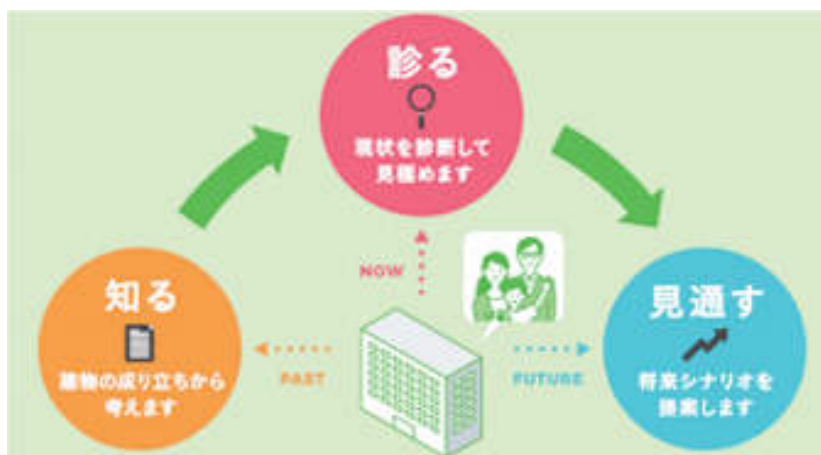 診る
現状を診断して
見極めます
NOW
知る
建物の成り立ちから
考えます
PAST
見通す
将来シナリオを
提案します
FUTURE